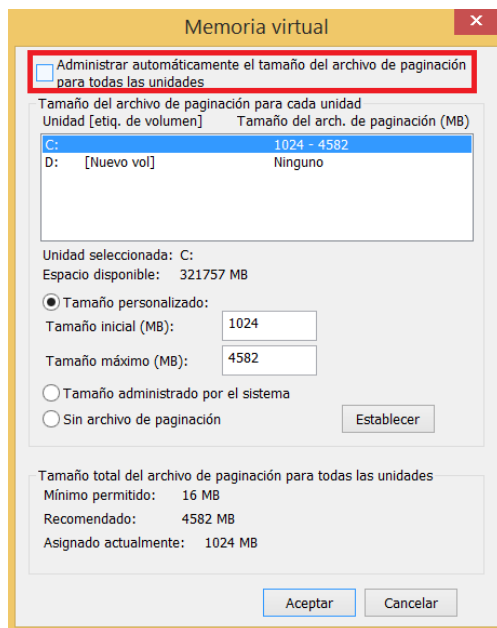 Memoria virtual
Administrar automáticamente el tamaño del archivo de paginación
para todas las unidades
Tamaño del archivo de paginación para cada unidad
Unidad [etiq. de volumen] Tamaño del arch. de paginación (MB)
C: 1024 - 4582
D: [Nuevo vol] Ninguno
Unidad seleccionada: C:
Espacio disponible: 321757 MB
Tamaño personalizado:
Tamaño inicial (MB): 1024
Tamaño máximo (MB): 4582
Tamaño administrado por el sistema
Sin archivo de paginación Establecer
Tamaño total del archivo de paginación para todas las unidades
Mínimo permitido: 16 MB
Recomendado: 4582 MB
Asignado actualmente: 1024 MB
Aceptar Cancelar